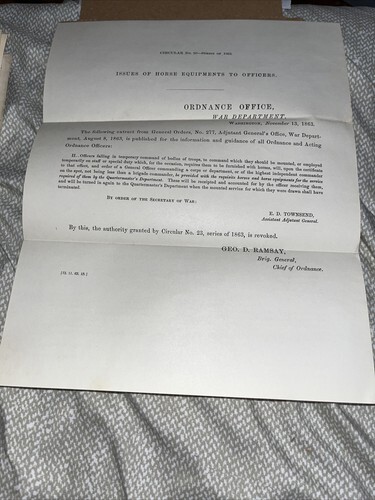 ISSUES OF HORSE EQUIPMENTS TO OFFICERS.
ORDNANCE OFFICE,
WAR DEPARTMENT,
WASHINGTON, November 13, 1863.
The following extract from General Orders, No. 277, Adjutant General's Office, War Depart-
ment, August 8, 1863, is published for the information and guidance of all Ordnance and Acting
Ordnance Officers:
II. Officers falling in temporary command of bodies of troops, in command of which they should be mounted, or employed
temporarily on staff or special duty which, for the occasion, requires them to be furnished with horses, will, upon the certificate
to that effect, and order of a General Officer commanding a corps or department, or of the highest independent commander
on the spot, not being less than a brigade commander, be provided with the requisite horses and horse equipments for the service
required of them by the Quartermaster's Department. These will be receipted and accounted for by the officer receiving them,
and will be turned in again to the Quartermaster's Department when the mounted service for which they were drawn shall have
terminated.
BY ORDER OF THE SECRETARY OF WAR:
E. D. TOWNSEND,
Assistant Adjutant General.
By this, the authority granted by Circular No. 23, series of 1863, is revoked.
GEO. D. RAMSAY,
Brig. General,
Chief of Ordnance.